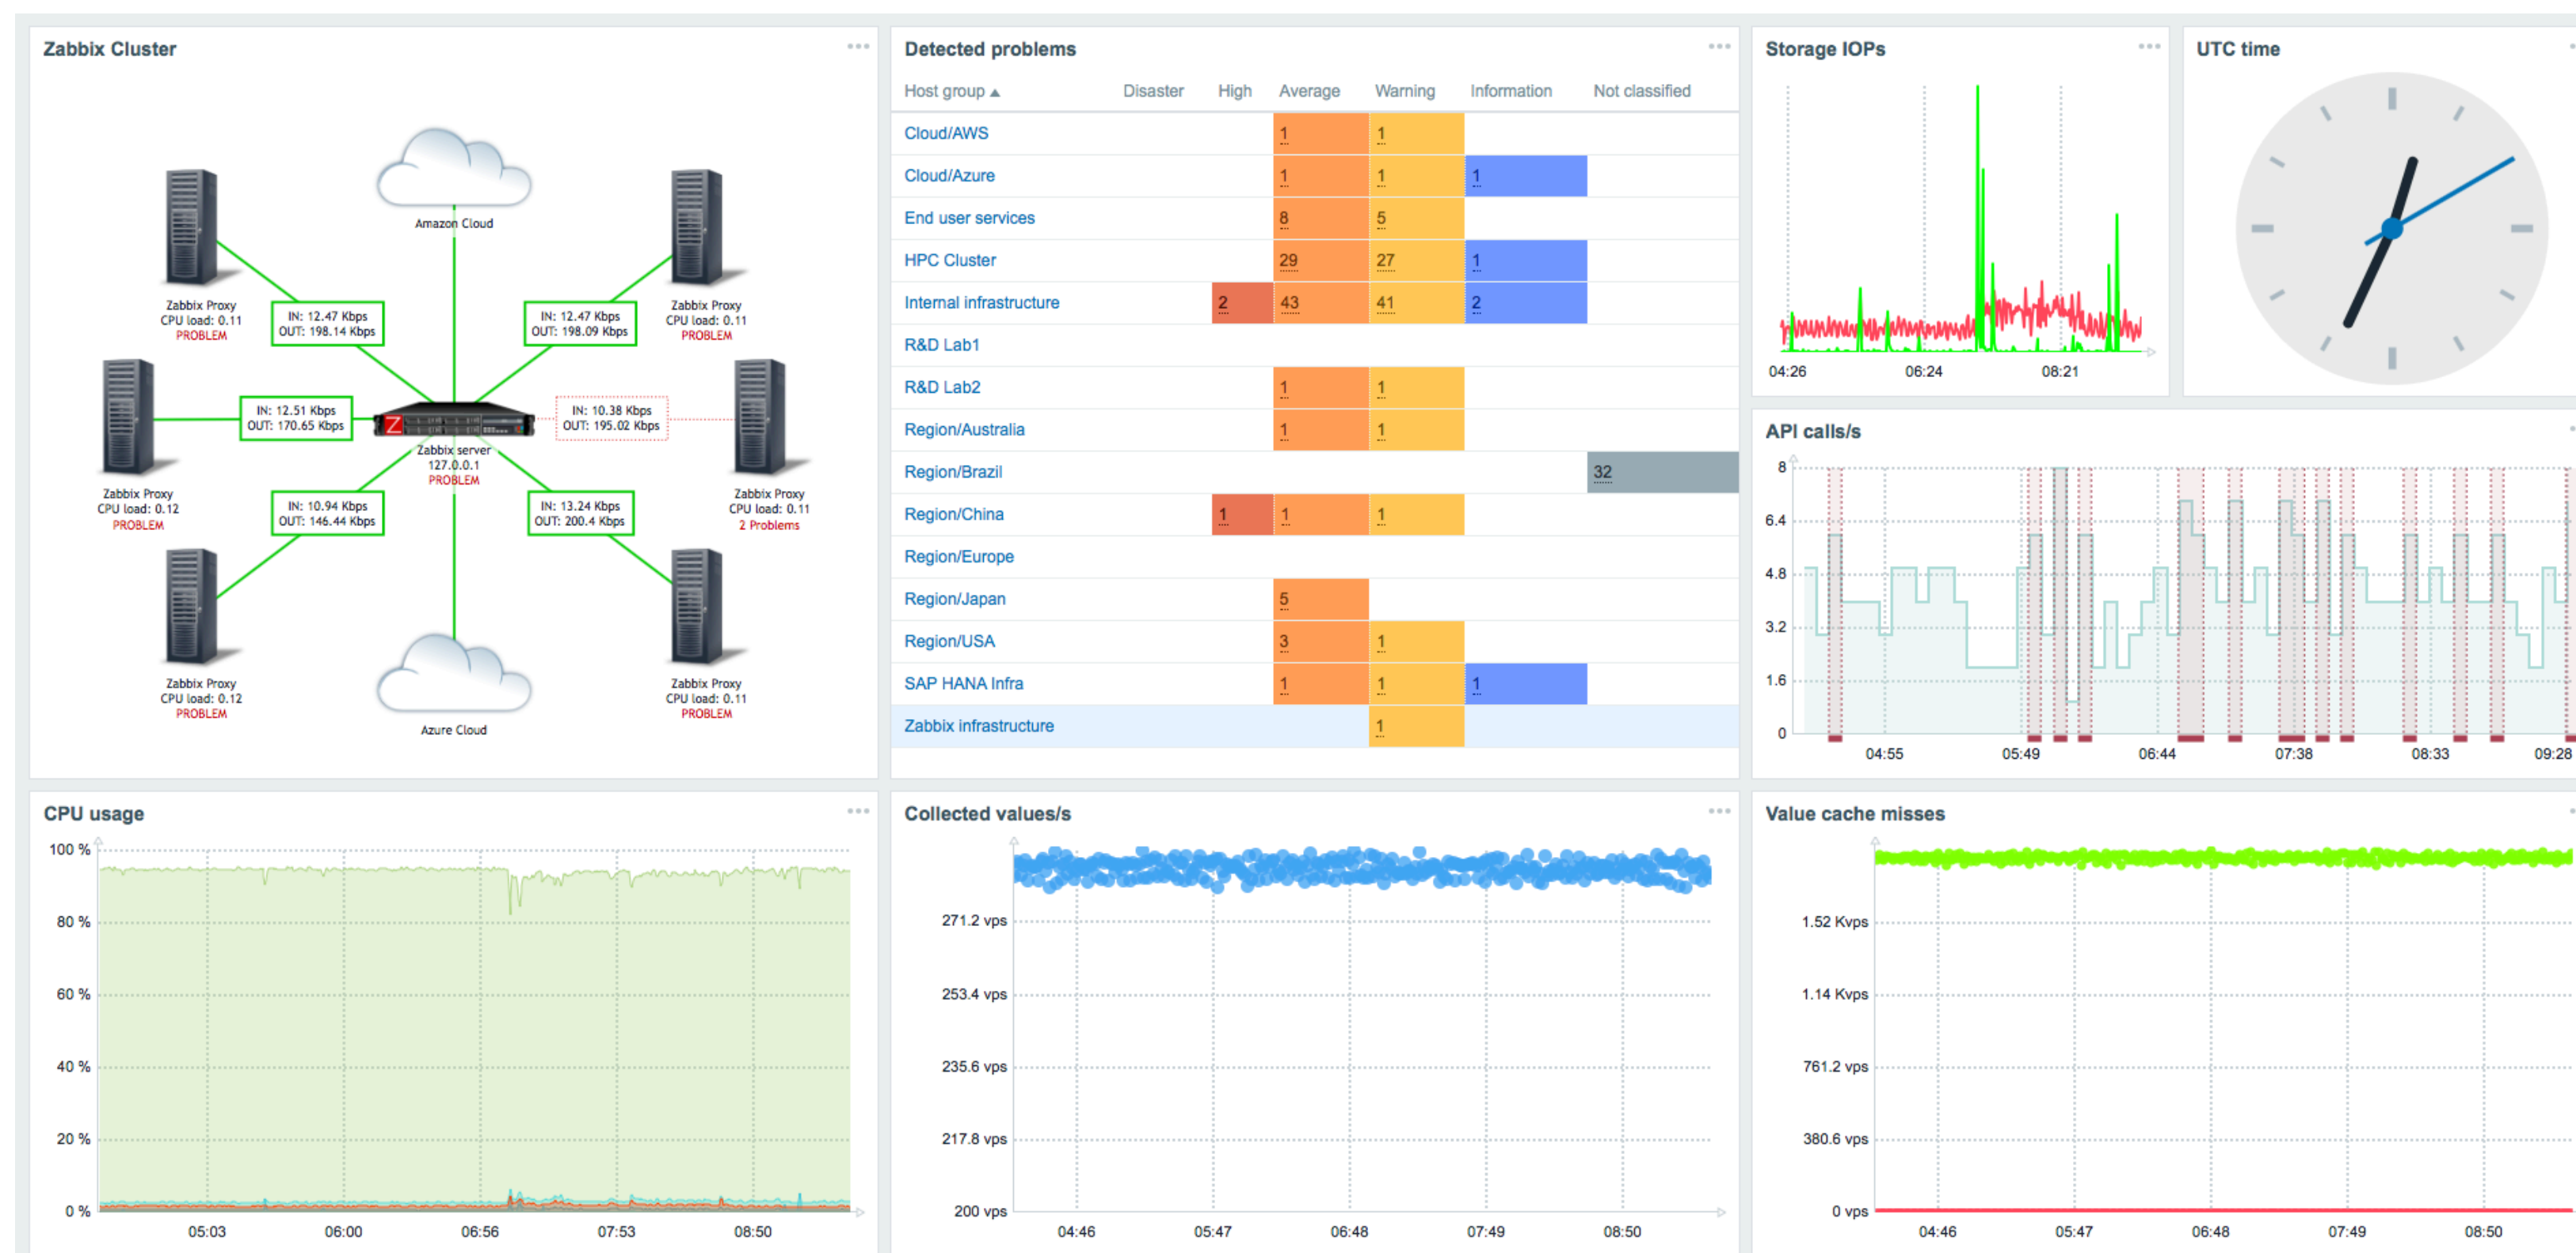 Zabbix Cluster
Amazon Cloud
Zabbix Proxy
CPU load: 0.11
PROBLEM
IN: 12.47 Kbps
OUT: 198.14 Kbps
IN: 12.47 Kbps
OUT: 198.09 Kbps
Zabbix Proxy
CPU load: 0.11
PROBLEM
IN: 12.51 Kbps
OUT: 170.65 Kbps
IN: 10.38 Kbps
OUT: 195.02 Kbps
Z
Zabbix server
127.0.0.1
PROBLEM
Zabbix Proxy
CPU load: 0.12
PROBLEM
IN: 10.94 Kbps
OUT: 146.44 Kbps
IN: 13.24 Kbps
OUT: 200.4 Kbps
Zabbix Proxy
CPU load: 0.11
2 Problems
Zabbix Proxy
CPU load: 0.12
PROBLEM
Zabbix Proxy
CPU load: 0.11
PROBLEM
Azure Cloud
Detected problems
Host group Disaster High Average Warning Information Not classified
Cloud/AWS 1 1
Cloud/Azure 1 1 1
End user services 8 5
HPC Cluster 29 27 1
Internal infrastructure 2 43 41 2
R&D Lab1
R&D Lab2 1 1
Region/Australia 1 1
Region/Brazil 32
Region/China 1 1 1
Region/Europe
Region/Japan 5
Region/USA 3 1
SAP HANA Infra 1 1 1
Zabbix infrastructure 1
Storage IOPs
04:26 06:24 08:21
UTC time
API calls/s
8
6.4
4.8
3.2
1.6
0
04:55 05:49 06:44 07:38 08:33 09:28
CPU usage
100 %
80 %
60 %
40 %
20 %
0 %
05:03 06:00 06:56 07:53 08:50
Collected values/s
271.2 vps
253.4 vps
235.6 vps
217.8 vps
200 vps
04:46 05:47 06:48 07:49 08:50
Value cache misses
1.52 Kvps
1.14 Kvps
761.2 vps
380.6 vps
0 vps
04:46 05:47 06:48 07:49 08:50